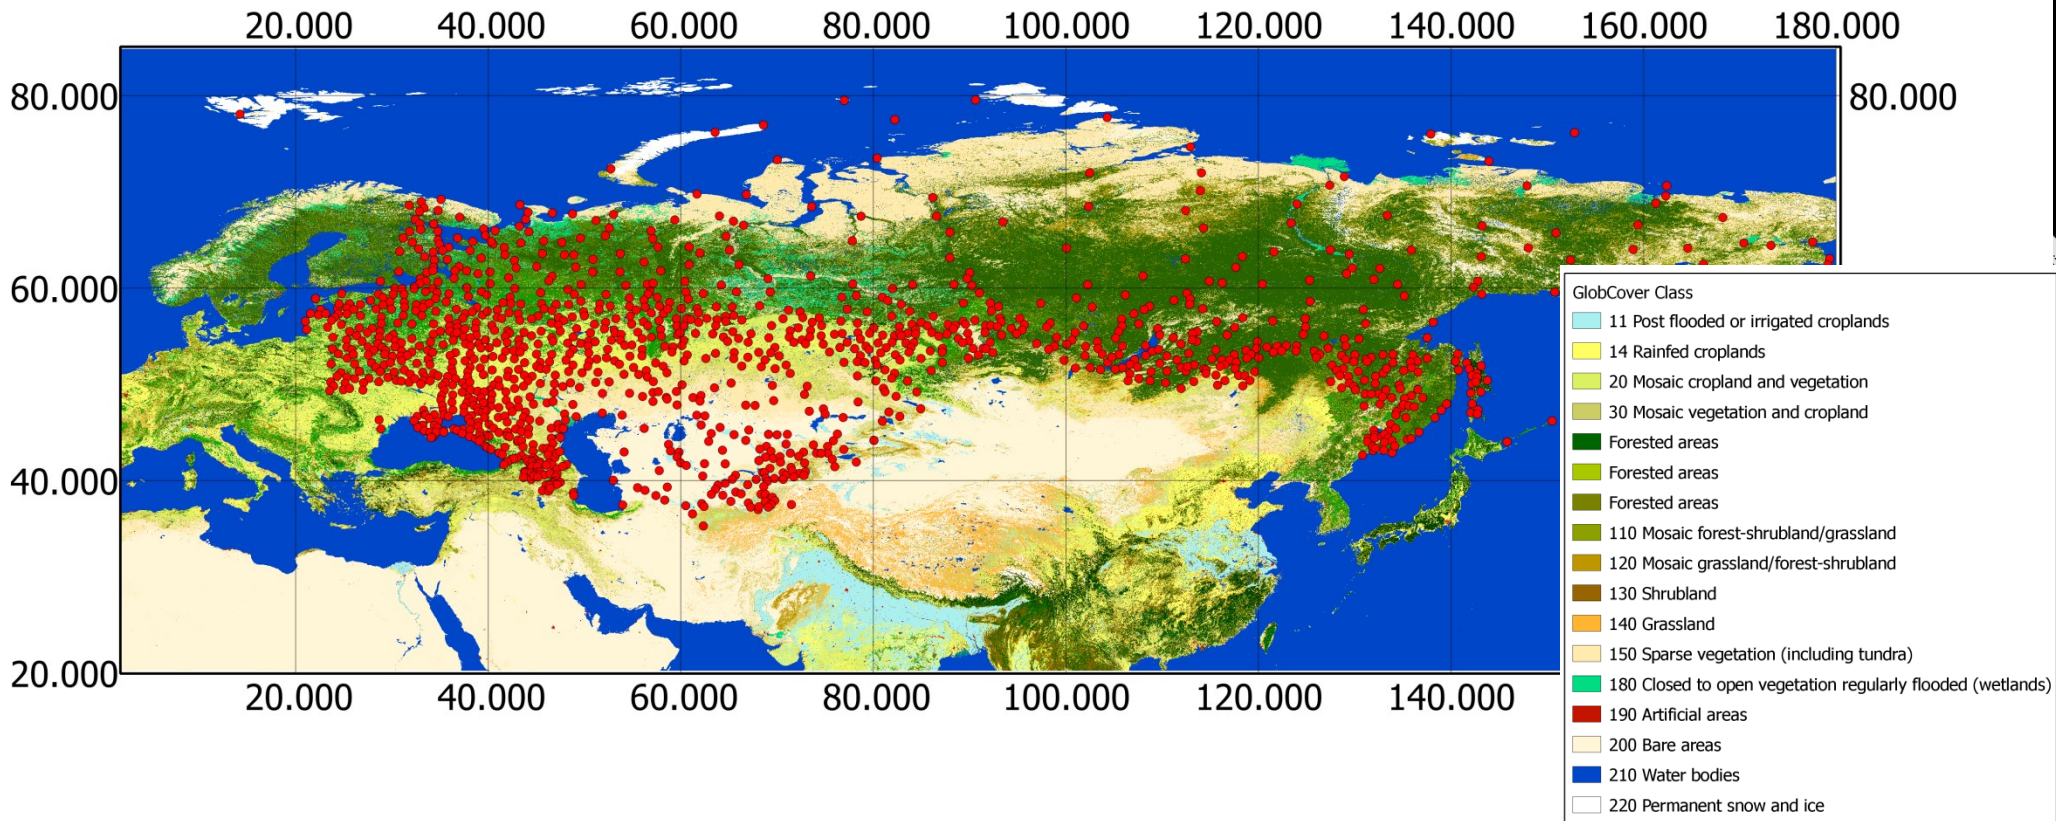 20.000 40.000 60.000 80.000 100.000 120.000 140.000 160.000 180.000
80.000 80.000
60.000
40.000
20.000
20.000 40.000 60.000 80.000 100.000 120.000 140.000
GlobCover Class
11 Post flooded or irrigated croplands
14 Rainfed croplands
20 Mosaic cropland and vegetation
30 Mosaic vegetation and cropland
Forested areas
Forested areas
Forested areas
110 Mosaic forest-shrubland/grassland
120 Mosaic grassland/forest-shrubland
130 Shrubland
140 Grassland
150 Sparse vegetation (including tundra)
180 Closed to open vegetation regularly flooded (wetlands)
190 Artificial areas
200 Bare areas
210 Water bodies
220 Permanent snow and ice